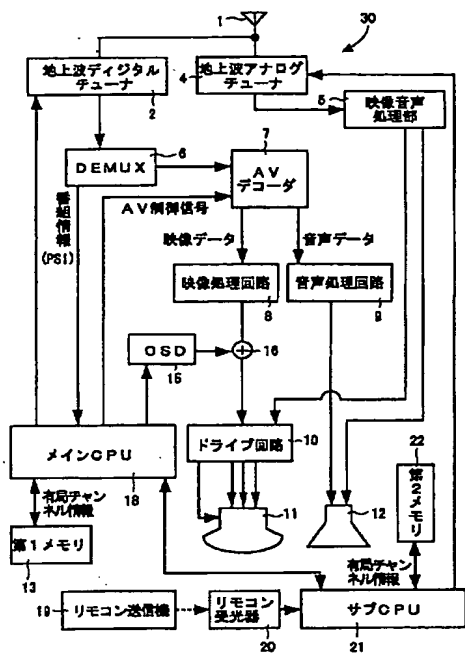 1
30
地上波ディジタル
チューナ
2
4
地上波アナログ
チューナ
5
映像音声
処理部
DEMUX
6
7
AV
デコーダ
番組情報
(PSI)
AV制御信号
映像データ
音声データ
映像処理回路
8
音声処理回路
9
OSD
15
16
ドライブ回路
10
メインCPU
18
11
12
22
第2メモリ
有局チャン
ネル情報
第1メモリ
13
有局チャン
ネル情報
19
リモコン送信機
リモコン
受光器
20
サブCPU
21